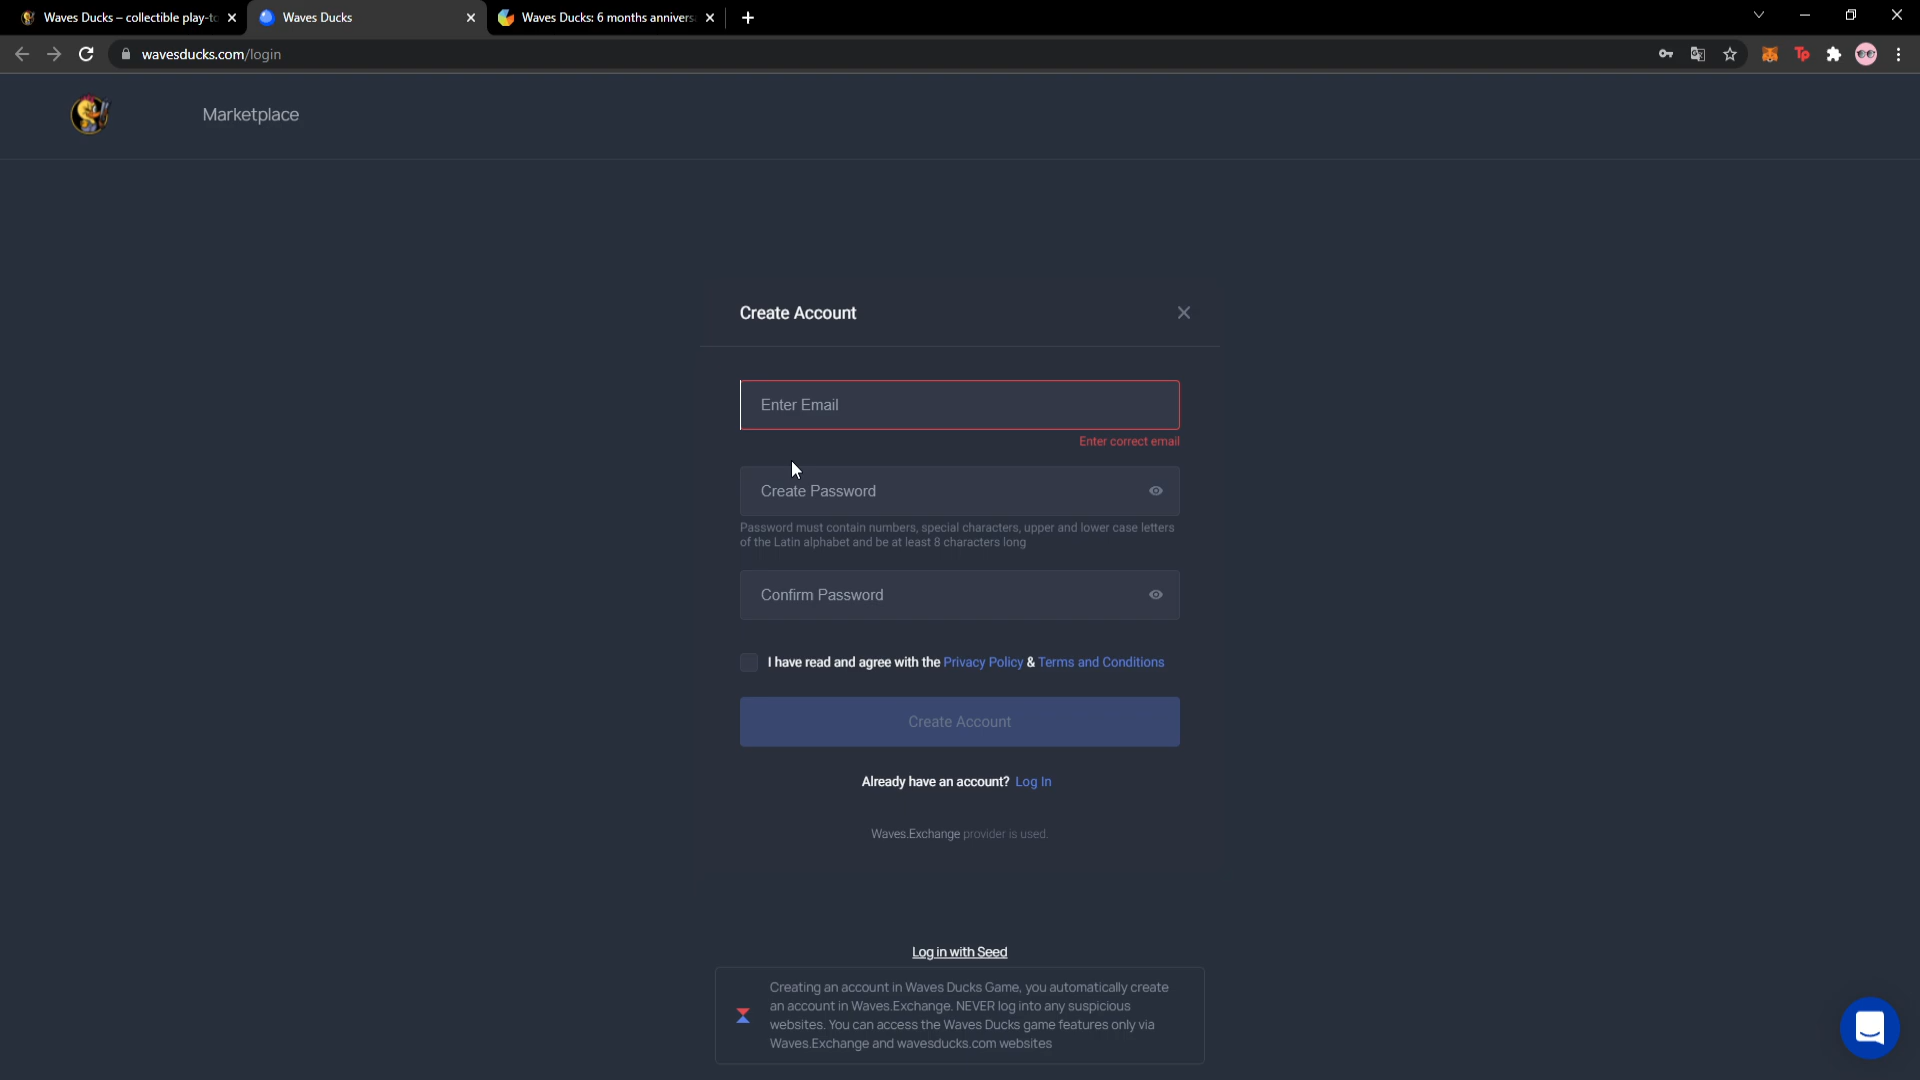 Waves Ducks – collectible play-to
Waves Ducks
Waves Ducks: 6 months annivers
wavesducks.com/login
Marketplace
Create Account
Enter Email
Enter correct email
Create Password
Password must contain numbers, special characters, upper and lower case letters
of the Latin alphabet and be at least 8 characters long
Confirm Password
I have read and agree with the Privacy Policy & Terms and Conditions
Create Account
Already have an account? Log In
Waves.Exchange provider is used.
Log in with Seed
Creating an account in Waves Ducks Game, you automatically create
an account in Waves.Exchange. NEVER log into any suspicious
websites. You can access the Waves Ducks game features only via
Waves.Exchange and wavesducks.com websites